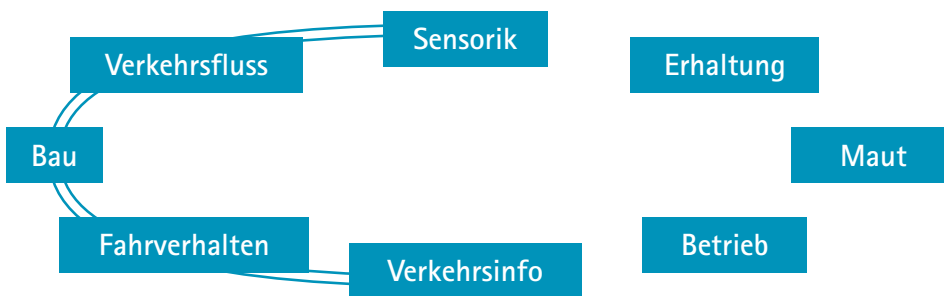 Sensorik
Verkehrsfluss
Erhaltung
Bau
Maut
Fahrverhalten
Betrieb
Verkehrsinfo